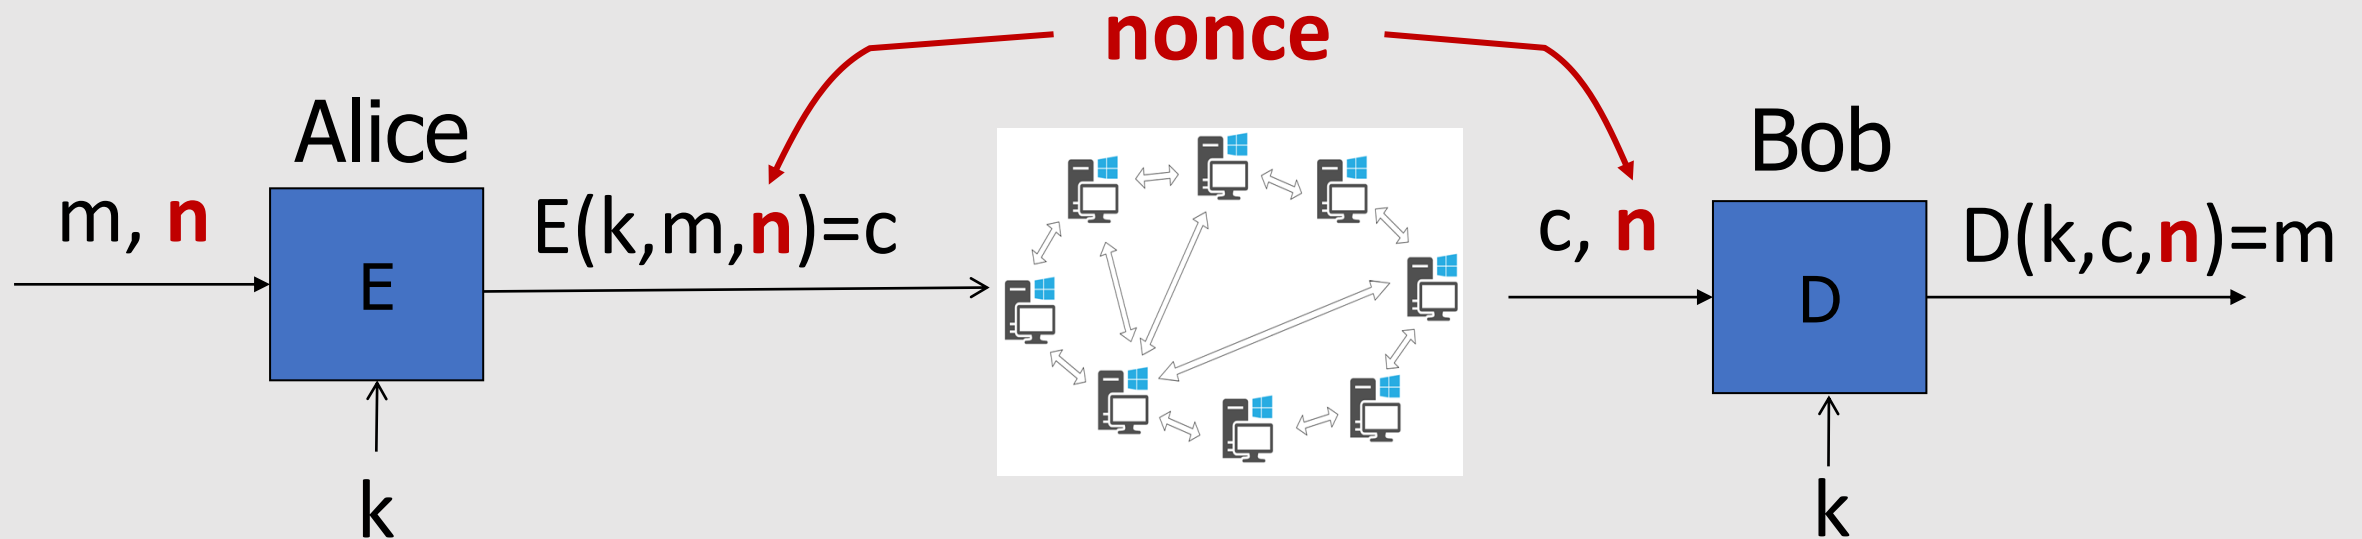 nonce
Alice
Bob
m, n
E
E(k,m,n)=c
c, n
D
D(k,c,n)=m
k
k